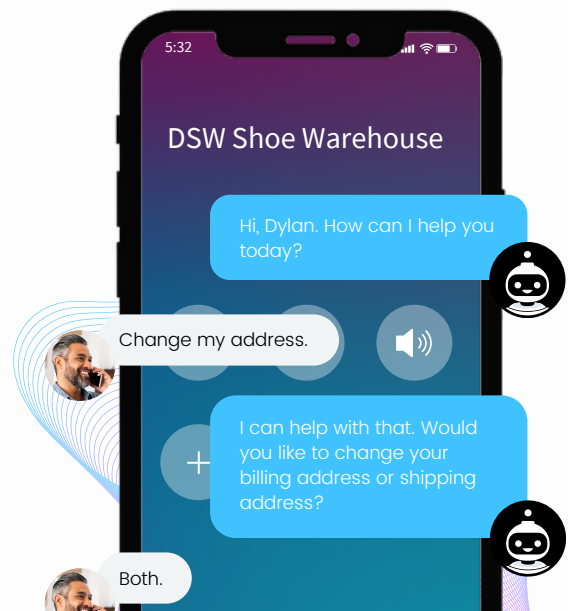 5:32
DSW Shoe Warehouse
Hi, Dylan. How can I help you
today?
Change my address.
I can help with that. Would
you like to change your
billing address or shipping
address?
Both.